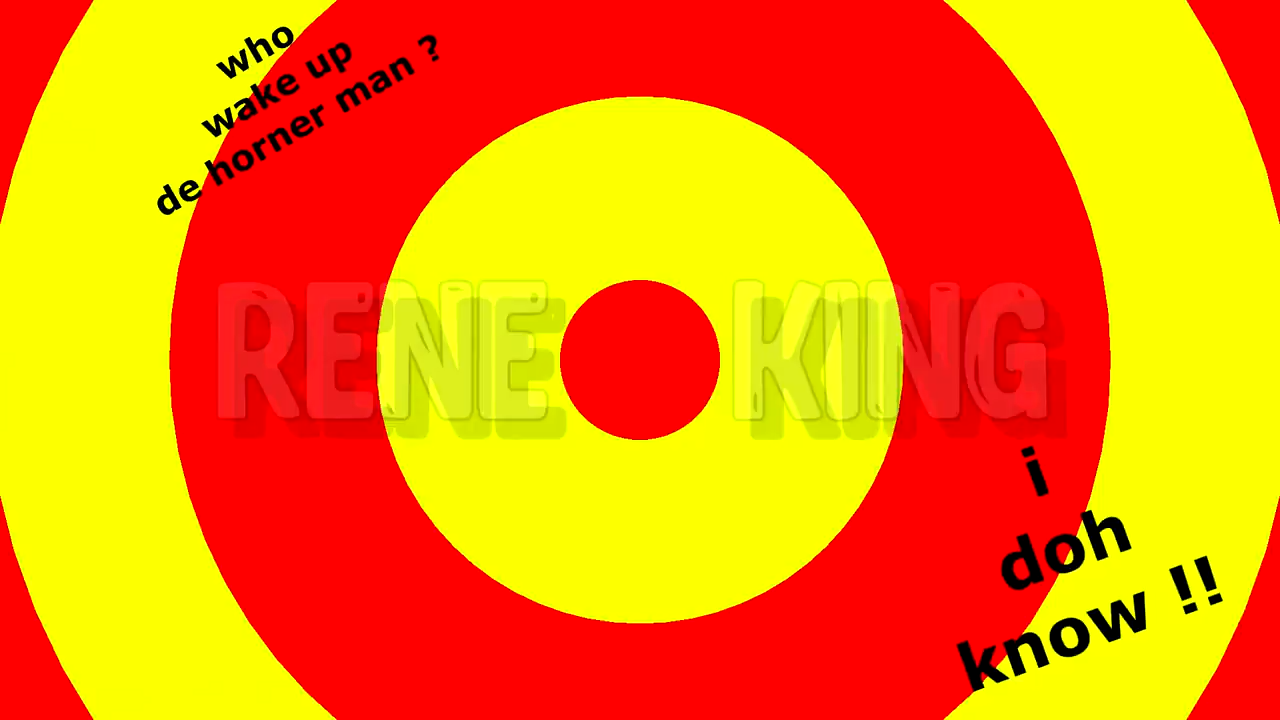 who
wake up
de horner man ?
RENE KING
i
doh
know !!